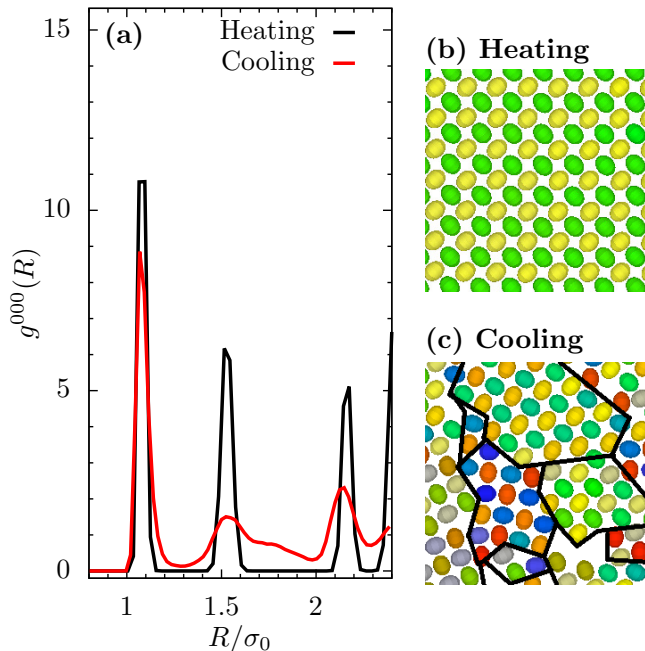 (a)
Heating
Cooling
15
10
5
0
g^{000}(R)
1
1.5
2
R/σ₀
(b) Heating
(c) Cooling